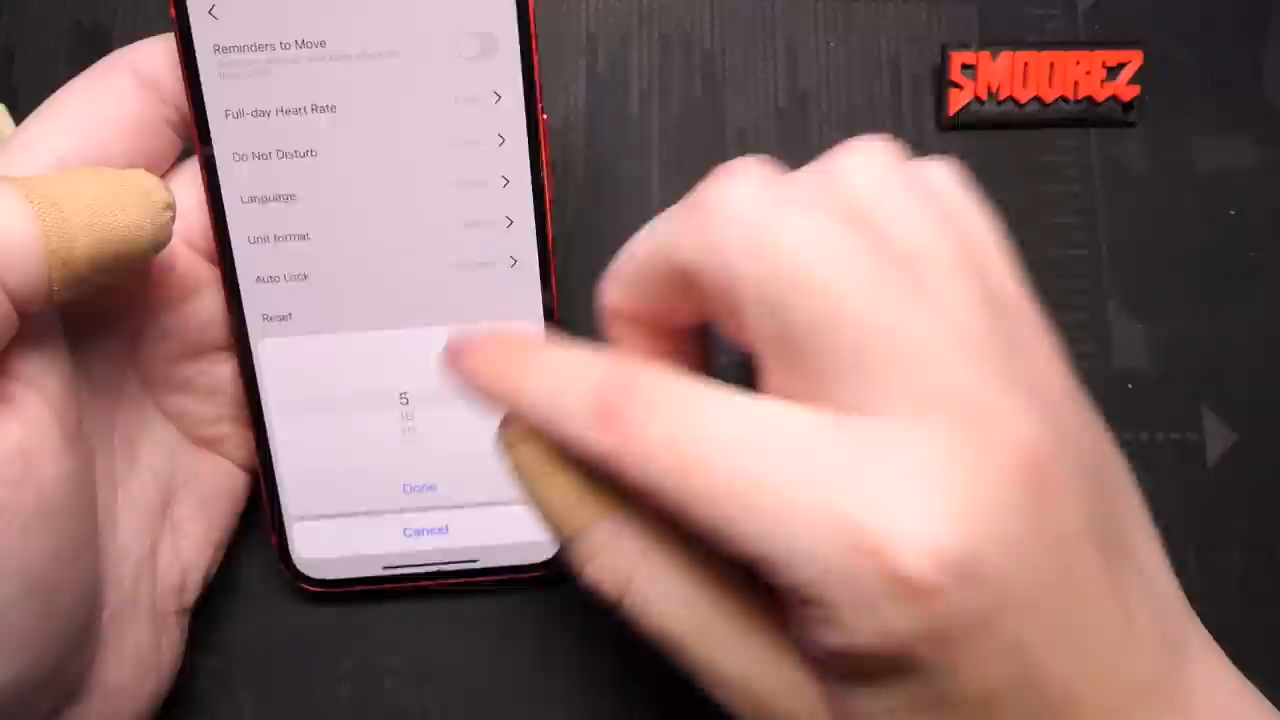 Reminders to Move
SMOOREZ
Full-day Heart Rate
Do Not Disturb
Language
Unit format
Auto Lock
Reset
5
10
Done
Cancel